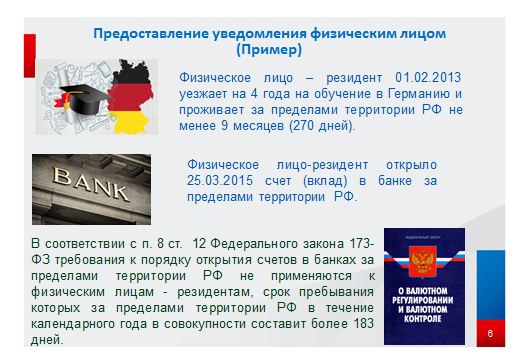 Предоставление уведомления физическим лицом
(Пример)
Физическое лицо – резидент 01.02.2013
уезжает на 4 года на обучение в Германию и
проживает за пределами территории РФ не
менее 9 месяцев (270 дней).
BANK
Физическое лицо-резидент открыло
25.03.2015 счет (вклад) в банке за
пределами территории РФ.
В соответствии с п. 8 ст. 12 Федерального закона 173-
ФЗ требования к порядку открытия счетов в банках за
пределами территории РФ не применяются к
физическим лицам - резидентам, срок пребывания
которых за пределами территории РФ в течение
календарного года в совокупности составит более 183
дней.
ФЕДЕРАЛЬНЫЙ ЗАКОН
О ВАЛЮТНОМ
РЕГУЛИРОВАНИИ
И ВАЛЮТНОМ
КОНТРОЛЕ
6